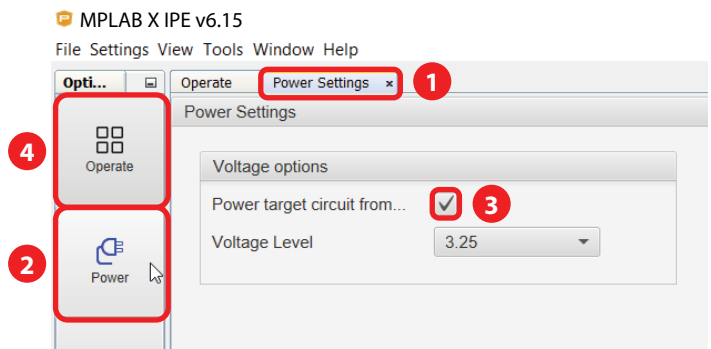 MPLAB X IPE v6.15
File Settings View Tools Window Help
Opti... Operate Power Settings × 1
Power Settings
4
Operate
Voltage options
Power target circuit from... 3
2
Power
Voltage Level 3.25